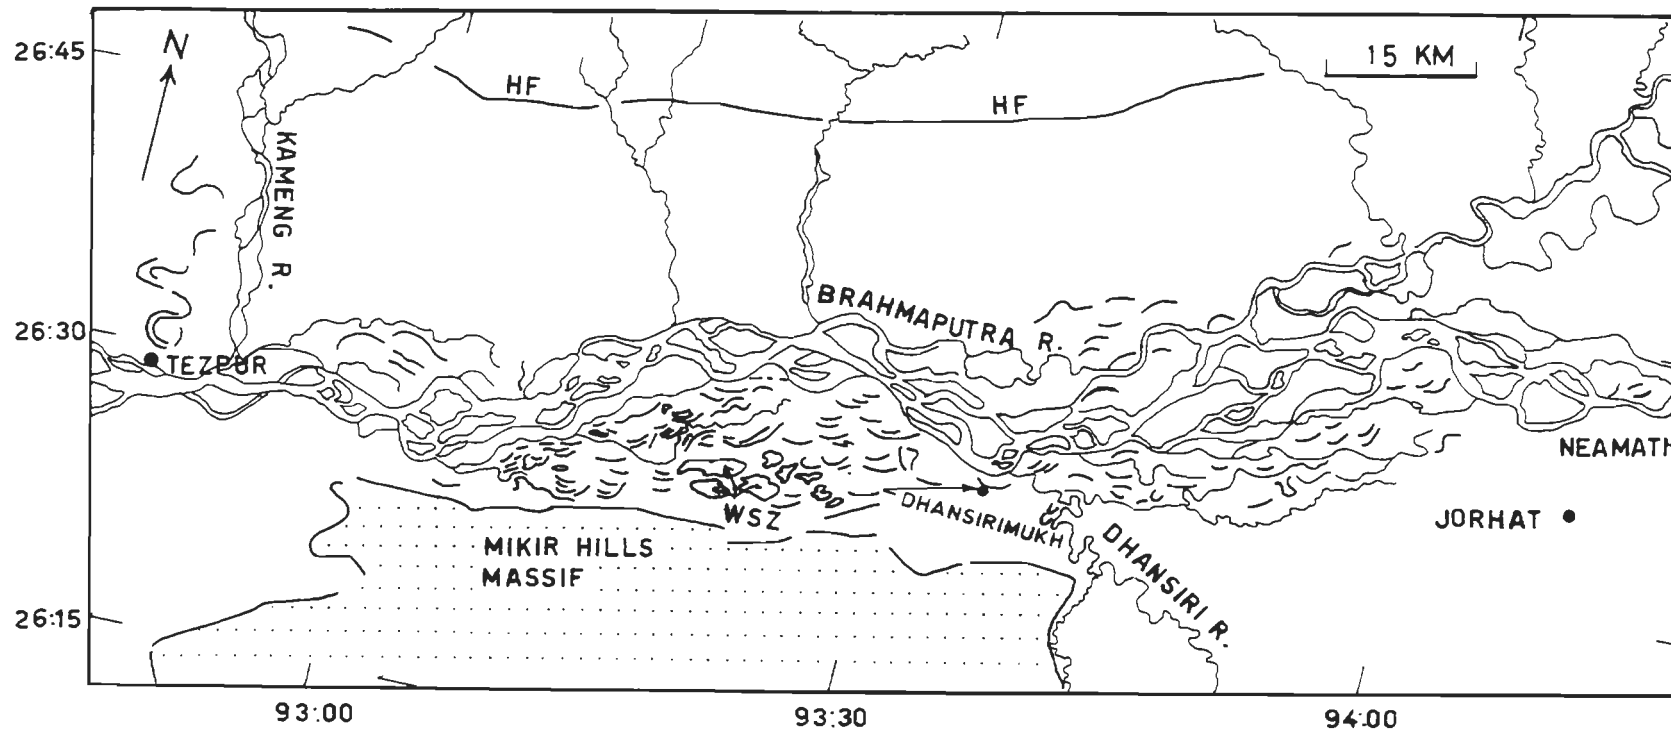 26:45
N
15 KM
HF
HF
KAMENG R.
BRAHMAPUTRA R.
26:30
TEZPUR
NEAMATH
WSZ
DHANSIRIMUKH
JORHAT
MIKIR HILLS
MASSIF
DHANSIRI R.
26:15
93:00
93:30
94:00